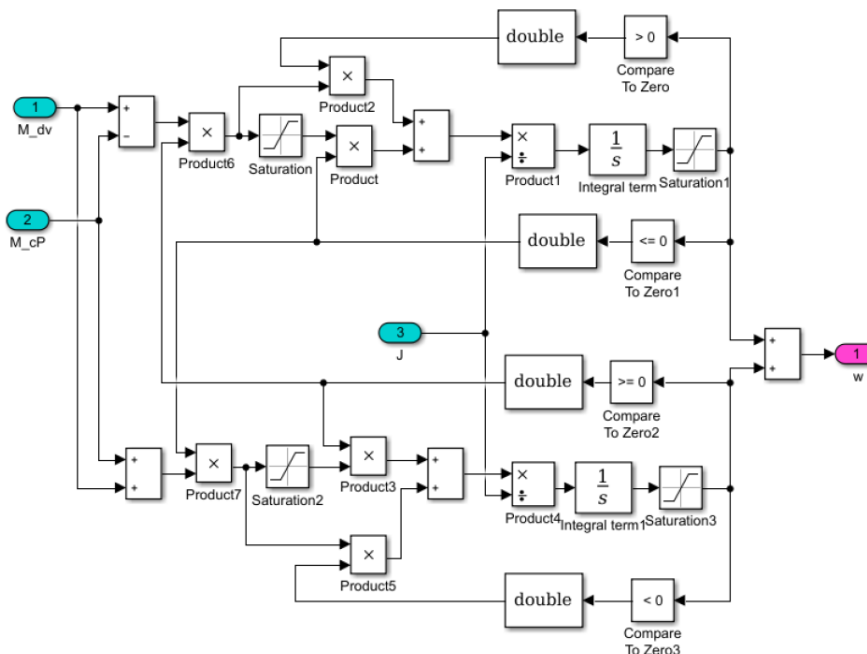 double
> 0
Compare
To Zero
×
Product2
1
M_dv
+
−
×
Product6
Saturation
×
Product
+
+
×
÷
Product1
1
s
Integral term
Saturation1
2
M_cP
double
<= 0
Compare
To Zero1
3
J
+
+
1
w
double
>= 0
Compare
To Zero2
+
+
×
Product7
Saturation2
×
Product3
+
+
×
÷
Product4
1
s
Integral term1
Saturation3
×
Product5
double
< 0
Compare
To Zero3